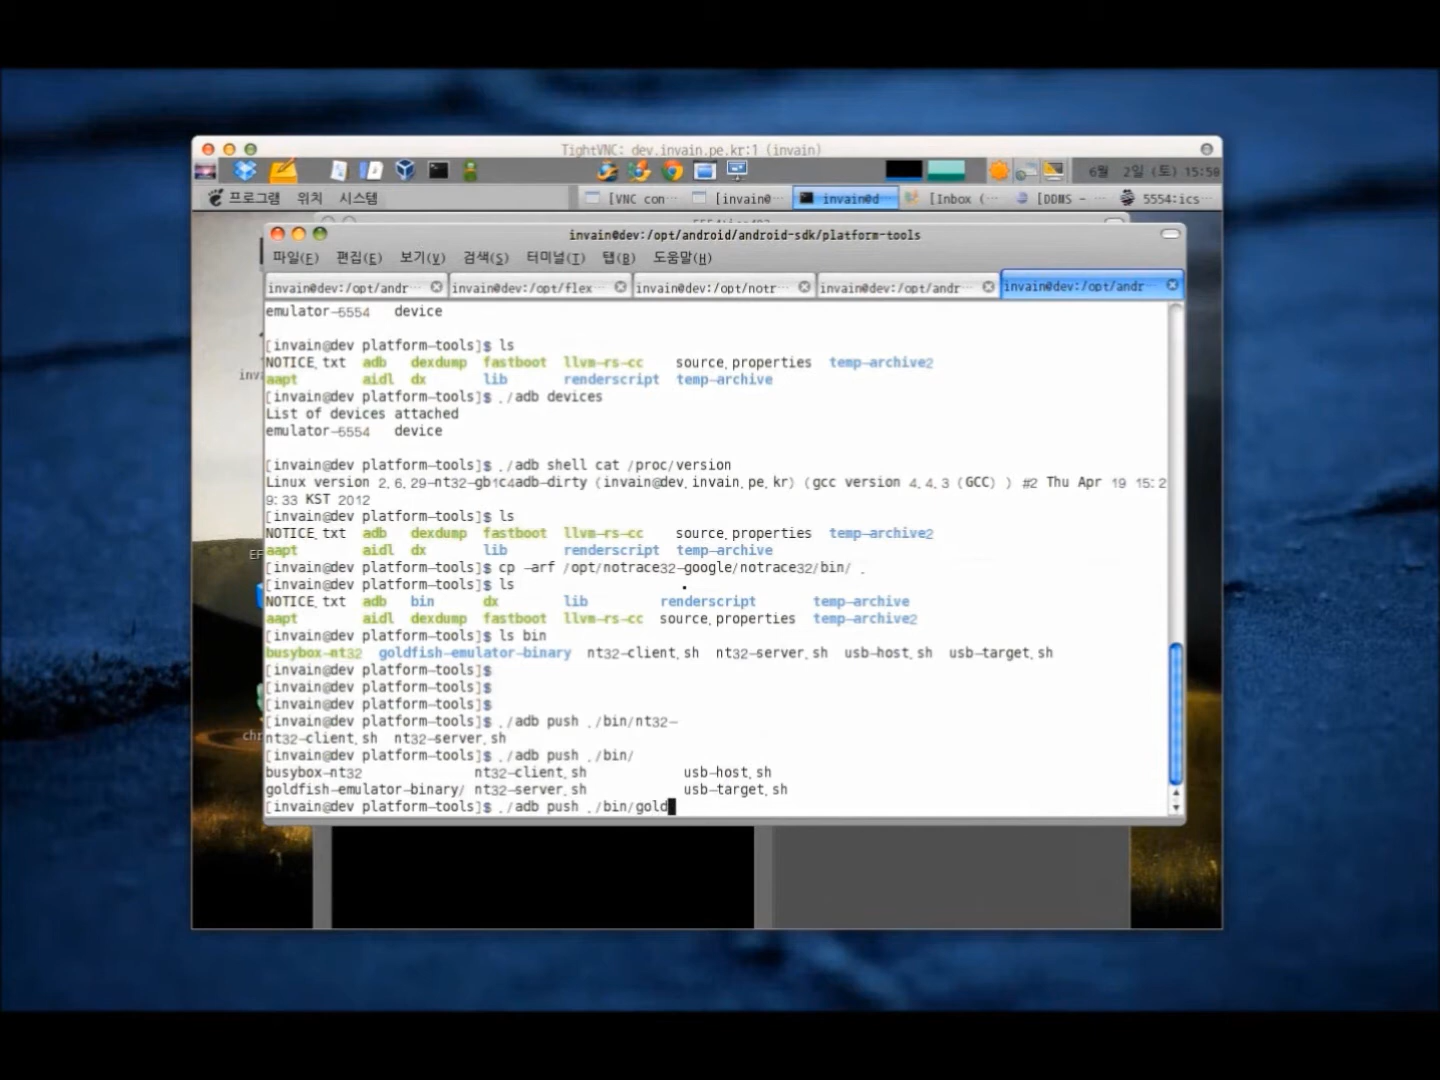 TightVNC: dev.invain.pe.kr:1 (invain)
6월 2일 (토) 15:50
프로그램 위치 시스템
[VNC con… [invain@… invain@d [Inbox (… [DDMS - … 5554:ics…
invain@dev:/opt/android/android-sdk/platform-tools
파일(F) 편집(E) 보기(V) 검색(S) 터미널(T) 탭(B) 도움말(H)
invain@dev:/opt/andr… invain@dev:/opt/flex invain@dev:/opt/notr… invain@dev:/opt/andr… invain@dev:/opt/andr…
emulator-5554 device
[invain@dev platform-tools]$ ls
NOTICE.txt adb dexdump fastboot llvm-rs-cc source.properties temp-archive2
aapt aidl dx lib renderscript temp-archive
[invain@dev platform-tools]$ ./adb devices
List of devices attached
emulator-5554 device
[invain@dev platform-tools]$ ./adb shell cat /proc/version
Linux version 2.6.29-nt32-gb1c4adb-dirty (invain@dev.invain.pe.kr) (gcc version 4.4.3 (GCC) ) #2 Thu Apr 19 15:2
9:33 KST 2012
[invain@dev platform-tools]$ ls
NOTICE.txt adb dexdump fastboot llvm-rs-cc source.properties temp-archive2
aapt aidl dx lib renderscript temp-archive
[invain@dev platform-tools]$ cp -arf /opt/notrace32-google/notrace32/bin/ .
[invain@dev platform-tools]$ ls
NOTICE.txt adb bin dx lib renderscript temp-archive
aapt aidl dexdump fastboot llvm-rs-cc source.properties temp-archive2
[invain@dev platform-tools]$ ls bin
busybox-nt32 goldfish-emulator-binary nt32-client.sh nt32-server.sh usb-host.sh usb-target.sh
[invain@dev platform-tools]$
[invain@dev platform-tools]$
[invain@dev platform-tools]$
[invain@dev platform-tools]$ ./adb push ./bin/nt32-
nt32-client.sh nt32-server.sh
[invain@dev platform-tools]$ ./adb push ./bin/
busybox-nt32 nt32-client.sh usb-host.sh
goldfish-emulator-binary/ nt32-server.sh usb-target.sh
[invain@dev platform-tools]$ ./adb push ./bin/gold